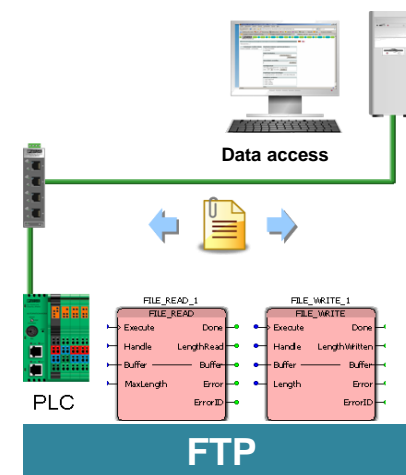 Data access
FILE_READ_1
FILE_READ
Execute Done
Handle LengthRead
Buffer Buffer
MaxLength Error
ErrorID
FILE_WRITE_1
FILE_WRITE
Execute Done
Handle LengthWritten
Buffer Buffer
Length Error
ErrorID
PLC
FTP